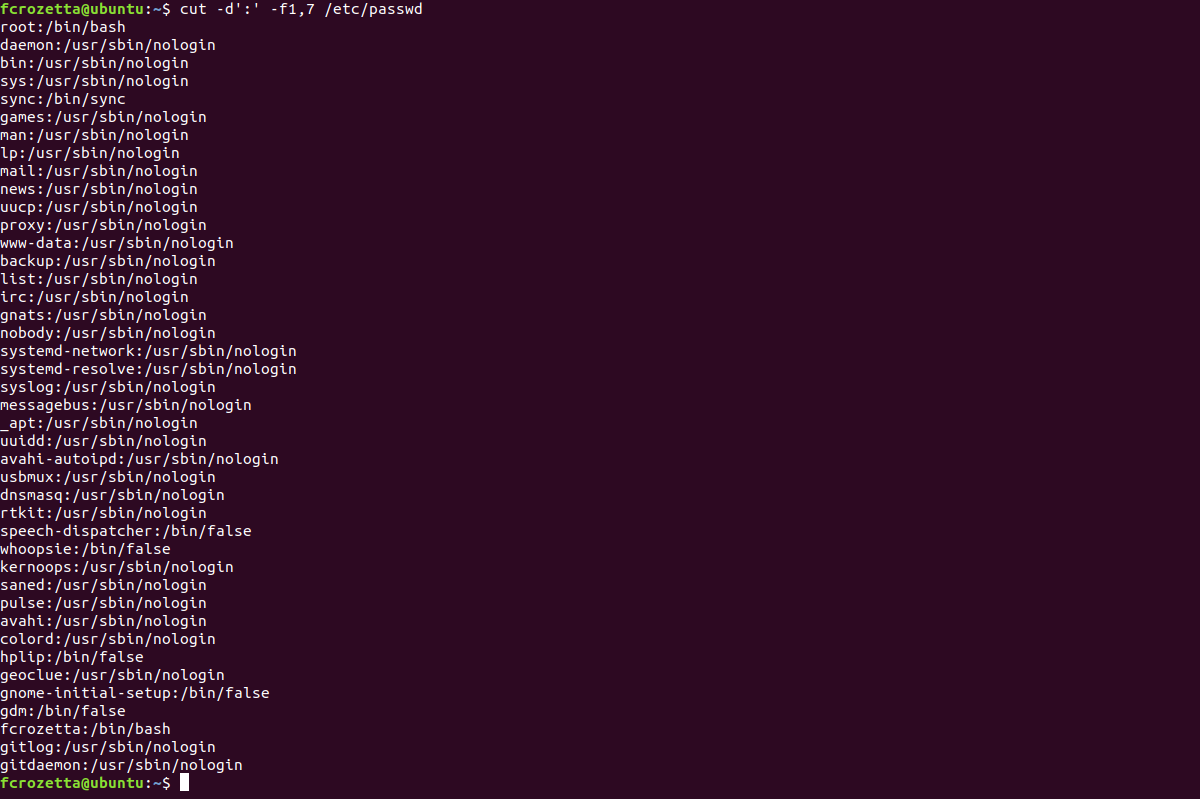 fcrozetta@ubuntu:~$ cut -d':' -f1,7 /etc/passwd
root:/bin/bash
daemon:/usr/sbin/nologin
bin:/usr/sbin/nologin
sys:/usr/sbin/nologin
sync:/bin/sync
games:/usr/sbin/nologin
man:/usr/sbin/nologin
lp:/usr/sbin/nologin
mail:/usr/sbin/nologin
news:/usr/sbin/nologin
uucp:/usr/sbin/nologin
proxy:/usr/sbin/nologin
www-data:/usr/sbin/nologin
backup:/usr/sbin/nologin
list:/usr/sbin/nologin
irc:/usr/sbin/nologin
gnats:/usr/sbin/nologin
nobody:/usr/sbin/nologin
systemd-network:/usr/sbin/nologin
systemd-resolve:/usr/sbin/nologin
syslog:/usr/sbin/nologin
messagebus:/usr/sbin/nologin
_apt:/usr/sbin/nologin
uuidd:/usr/sbin/nologin
avahi-autoipd:/usr/sbin/nologin
usbmux:/usr/sbin/nologin
dnsmasq:/usr/sbin/nologin
rtkit:/usr/sbin/nologin
speech-dispatcher:/bin/false
whoopsie:/bin/false
kernoops:/usr/sbin/nologin
saned:/usr/sbin/nologin
pulse:/usr/sbin/nologin
avahi:/usr/sbin/nologin
colord:/usr/sbin/nologin
hplip:/bin/false
geoclue:/usr/sbin/nologin
gnome-initial-setup:/bin/false
gdm:/bin/false
fcrozetta:/bin/bash
gitlog:/usr/sbin/nologin
gitdaemon:/usr/sbin/nologin
fcrozetta@ubuntu:~$